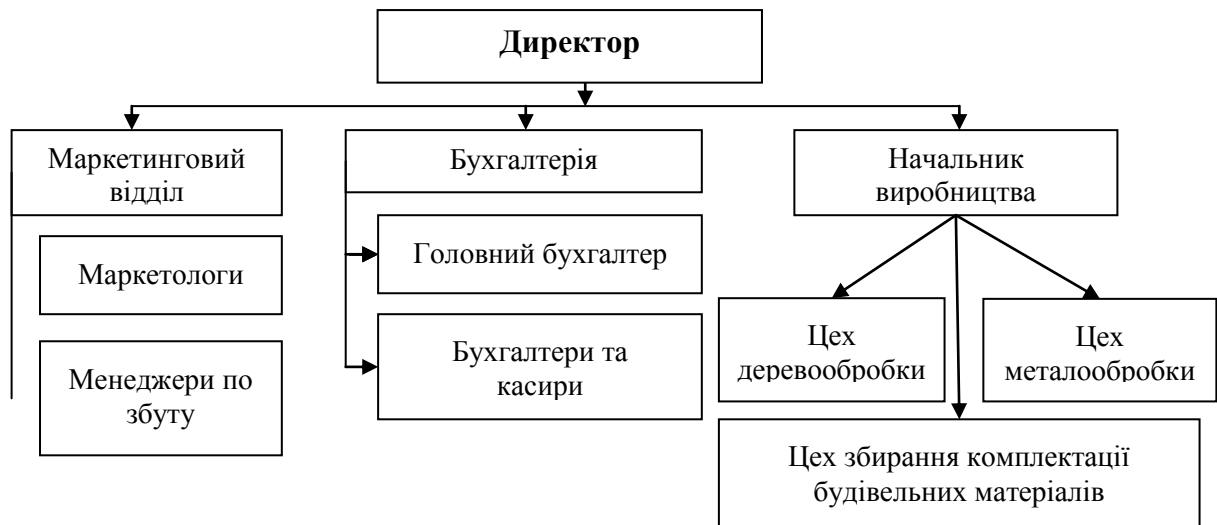 Директор
Маркетинговий
відділ
Бухгалтерія
Начальник
виробництва
Маркетологи
Головний бухгалтер
Менеджери по
збуту
Бухгалтери та
касири
Цех
деревообробки
Цех
металообробки
Цех збирання комплектації
будівельних матеріалів